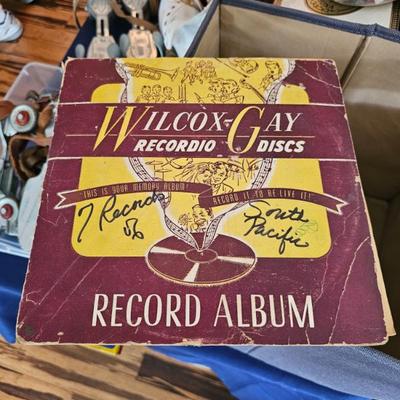 WILCOX-GAY
RECORDIO DISCS
"THIS IS YOUR MEMORY ALBUM! RECORD IT TO RE-LIVE IT!"
7 Records
South
Pacific
RECORD ALBUM